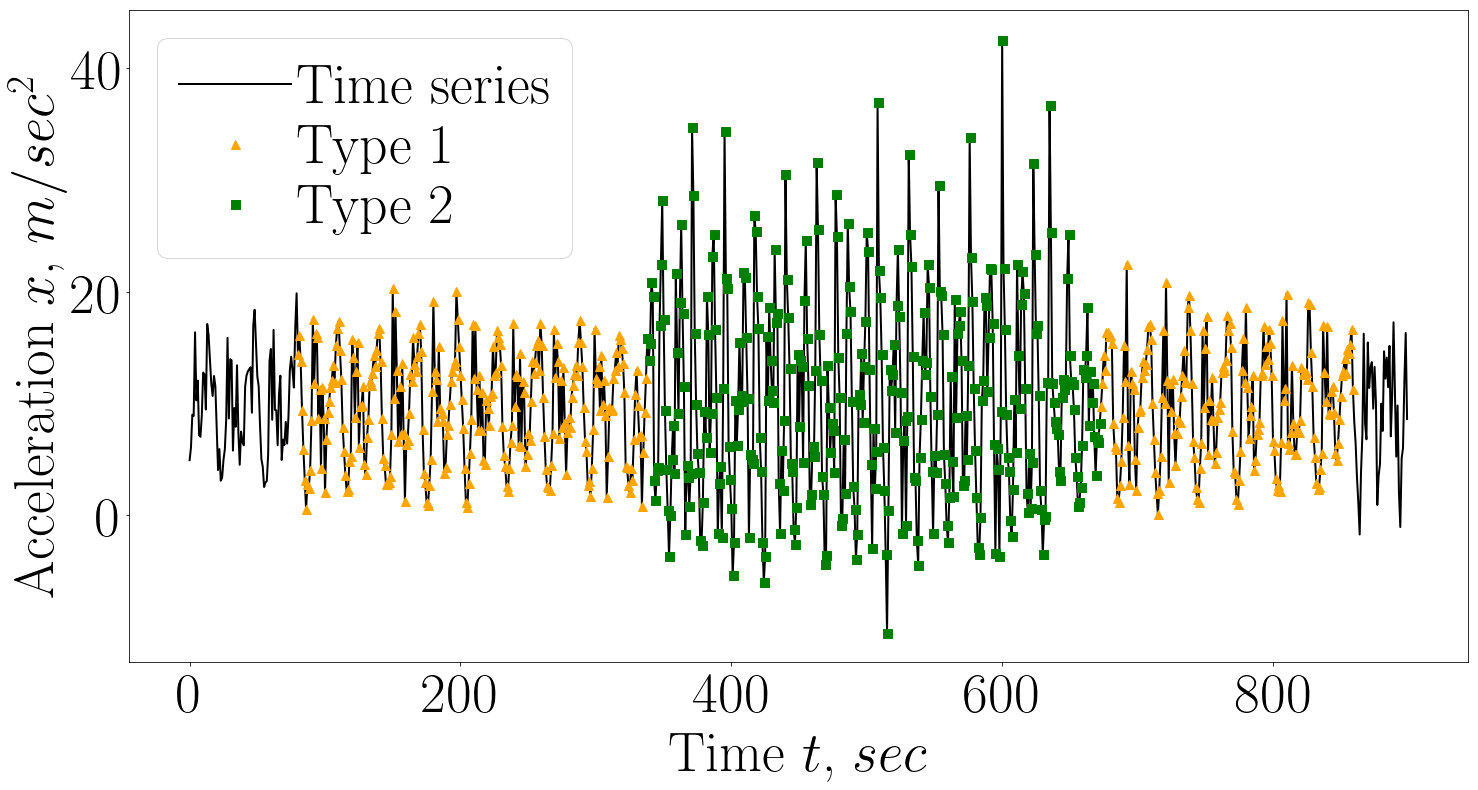 Time series
Type 1
Type 2
40
20
0
Acceleration x, m/sec²
0 200 400 600 800
Time t, sec